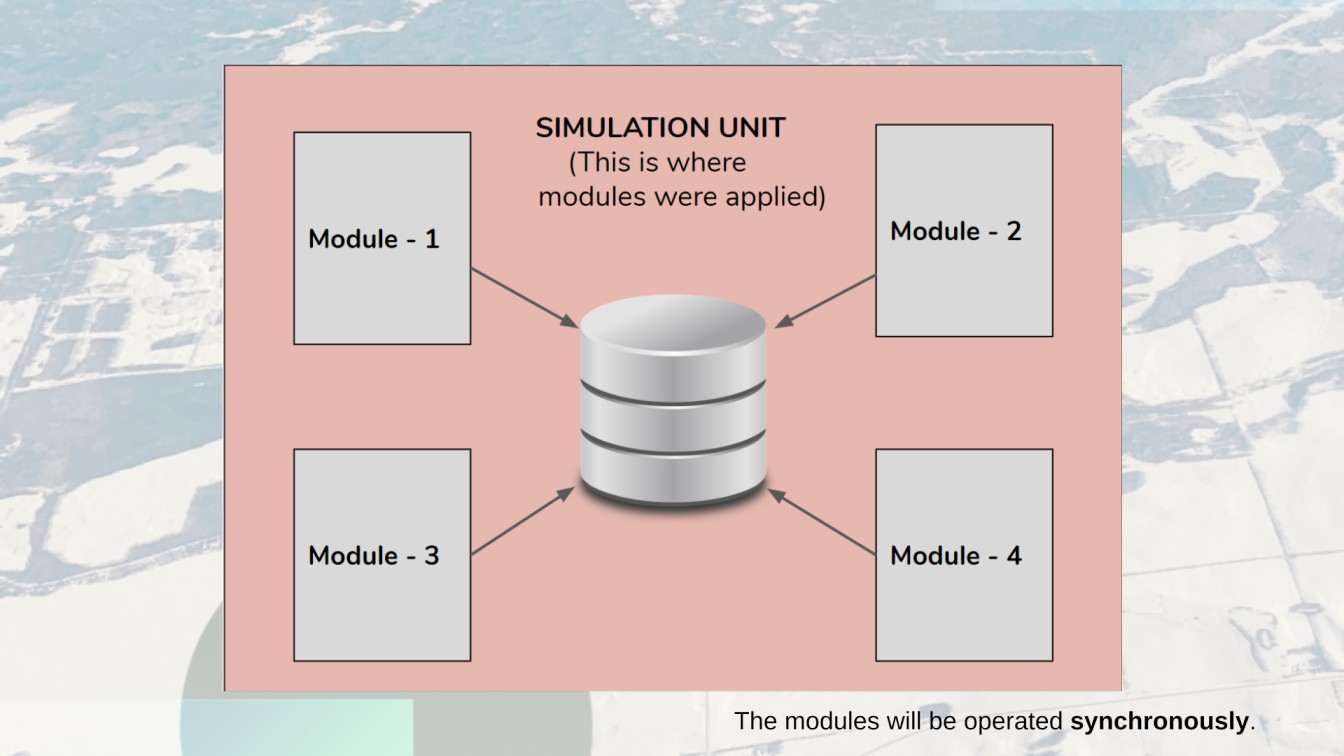 SIMULATION UNIT
(This is where
modules were applied)
Module - 1
Module - 2
Module - 3
Module - 4
The modules will be operated synchronously.